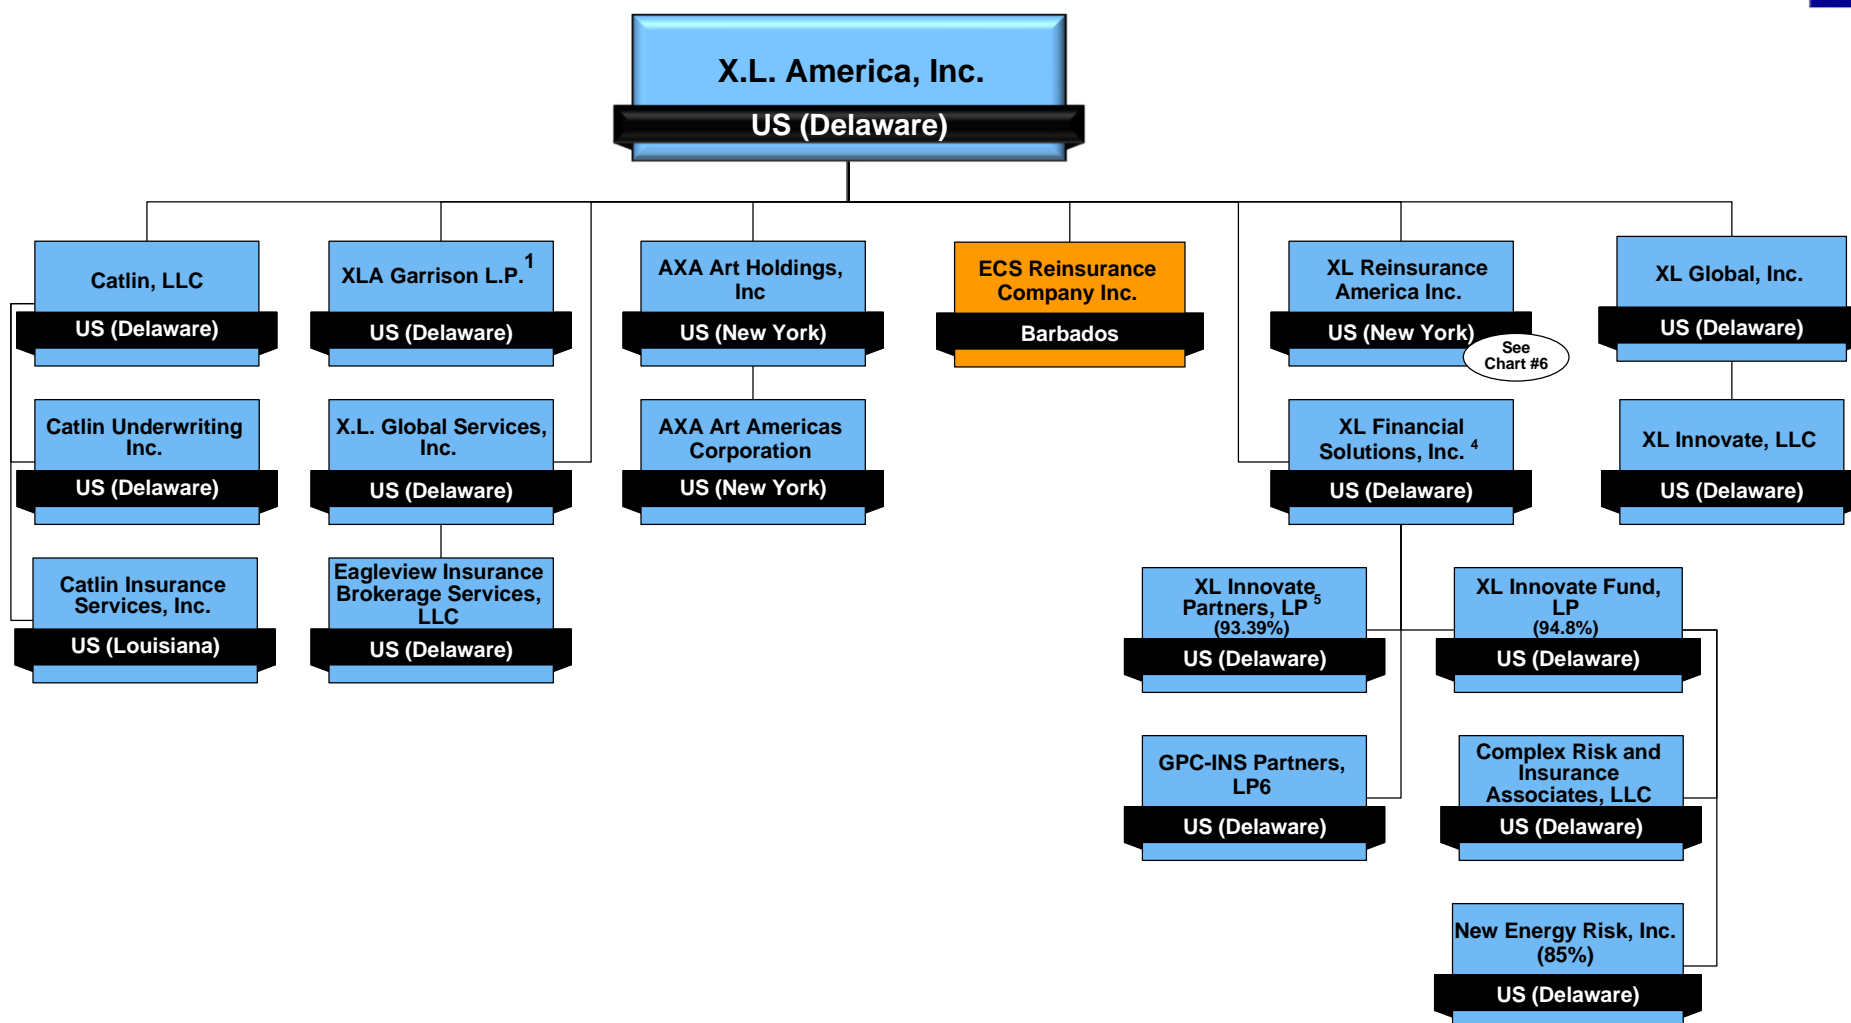 X.L. America, Inc.
US (Delaware)
Catlin, LLC
US (Delaware)
XLA Garrison L.P.1
US (Delaware)
AXA Art Holdings,
Inc
US (New York)
ECS Reinsurance
Company Inc.
Barbados
XL Reinsurance
America Inc.
US (New York)
See
Chart #6
XL Global, Inc.
US (Delaware)
Catlin Underwriting
Inc.
US (Delaware)
X.L. Global Services,
Inc.
US (Delaware)
AXA Art Americas
Corporation
US (New York)
XL Financial
Solutions, Inc. 4
US (Delaware)
XL Innovate, LLC
US (Delaware)
Catlin Insurance
Services, Inc.
US (Louisiana)
Eagleview Insurance
Brokerage Services,
LLC
US (Delaware)
XL Innovate
Partners, LP 5
(93.39%)
US (Delaware)
XL Innovate Fund,
LP
(94.8%)
US (Delaware)
GPC-INS Partners,
LP6
US (Delaware)
Complex Risk and
Insurance
Associates, LLC
US (Delaware)
New Energy Risk, Inc.
(85%)
US (Delaware)